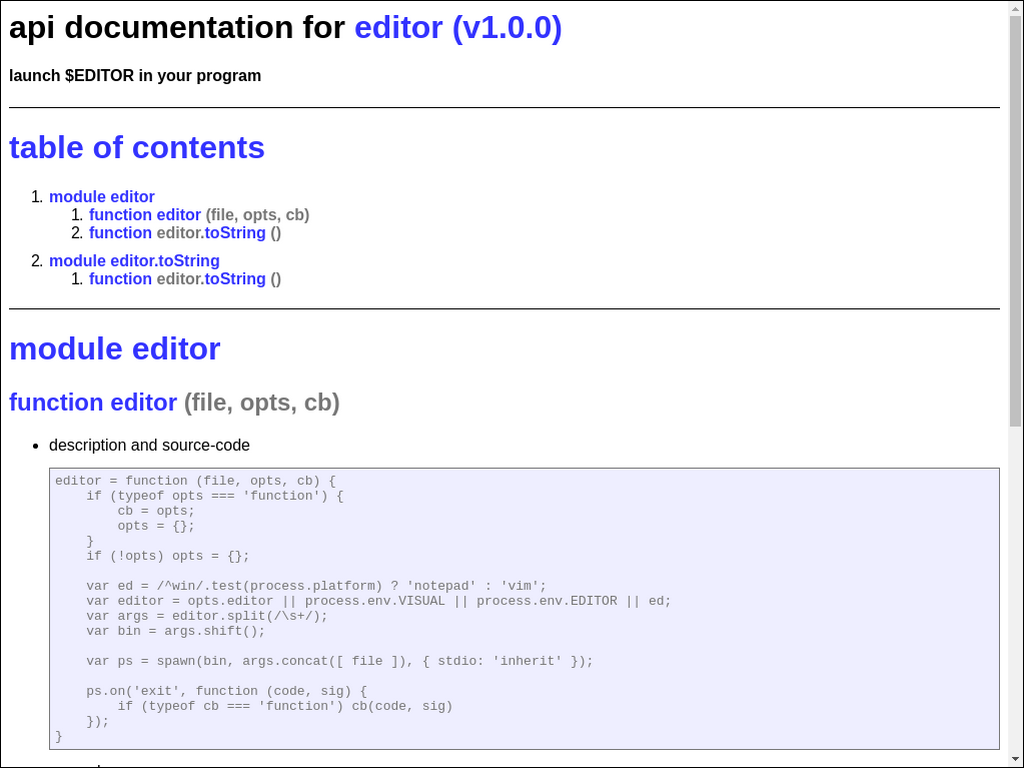 api documentation for editor (v1.0.0)
launch $EDITOR in your program
table of contents
1. module editor
1. function editor (file, opts, cb)
2. function editor.toString ()
2. module editor.toString
1. function editor.toString ()
module editor
function editor (file, opts, cb)
• description and source-code
editor = function (file, opts, cb) {
    if (typeof opts === 'function') {
        cb = opts;
        opts = {};
    }
    if (!opts) opts = {};

    var ed = /^win/.test(process.platform) ? 'notepad' : 'vim';
    var editor = opts.editor || process.env.VISUAL || process.env.EDITOR || ed;
    var args = editor.split(/\s+/);
    var bin = args.shift();

    var ps = spawn(bin, args.concat([ file ]), { stdio: 'inherit' });

    ps.on('exit', function (code, sig) {
        if (typeof cb === 'function') cb(code, sig)
    });
}